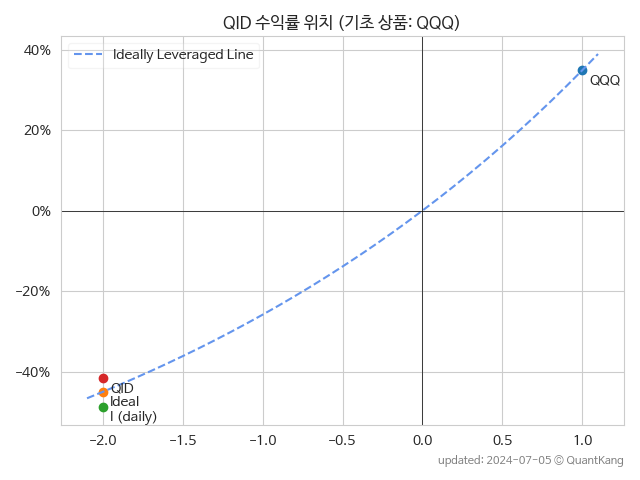 QID 수익률 위치 (기초 상품: QQQ)
Ideally Leveraged Line
40%
20%
0%
−20%
−40%
QQQ
QID
Ideal
l (daily)
−2.0 −1.5 −1.0 −0.5 0.0 0.5 1.0
updated: 2024-07-05 © QuantKang